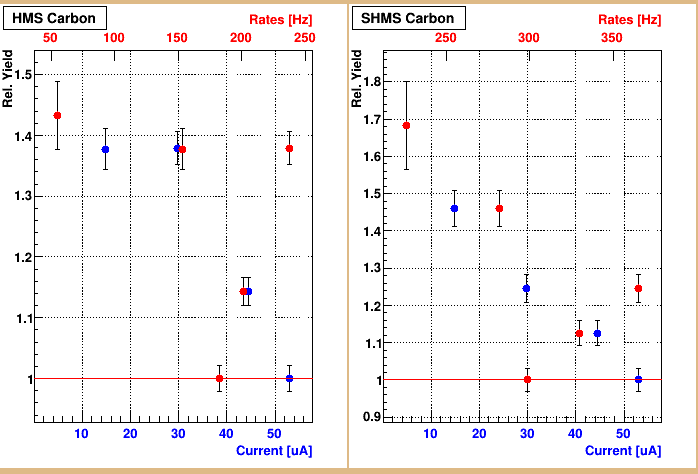 HMS Carbon
Rates [Hz]
50 100 150 200 250
Rel. Yield
1.5
1.4
1.3
1.2
1.1
1
10 20 30 40 50
Current [uA]
SHMS Carbon
Rates [Hz]
250 300 350
Rel. Yield
1.8
1.7
1.6
1.5
1.4
1.3
1.2
1.1
1
0.9
10 20 30 40 50
Current [uA]